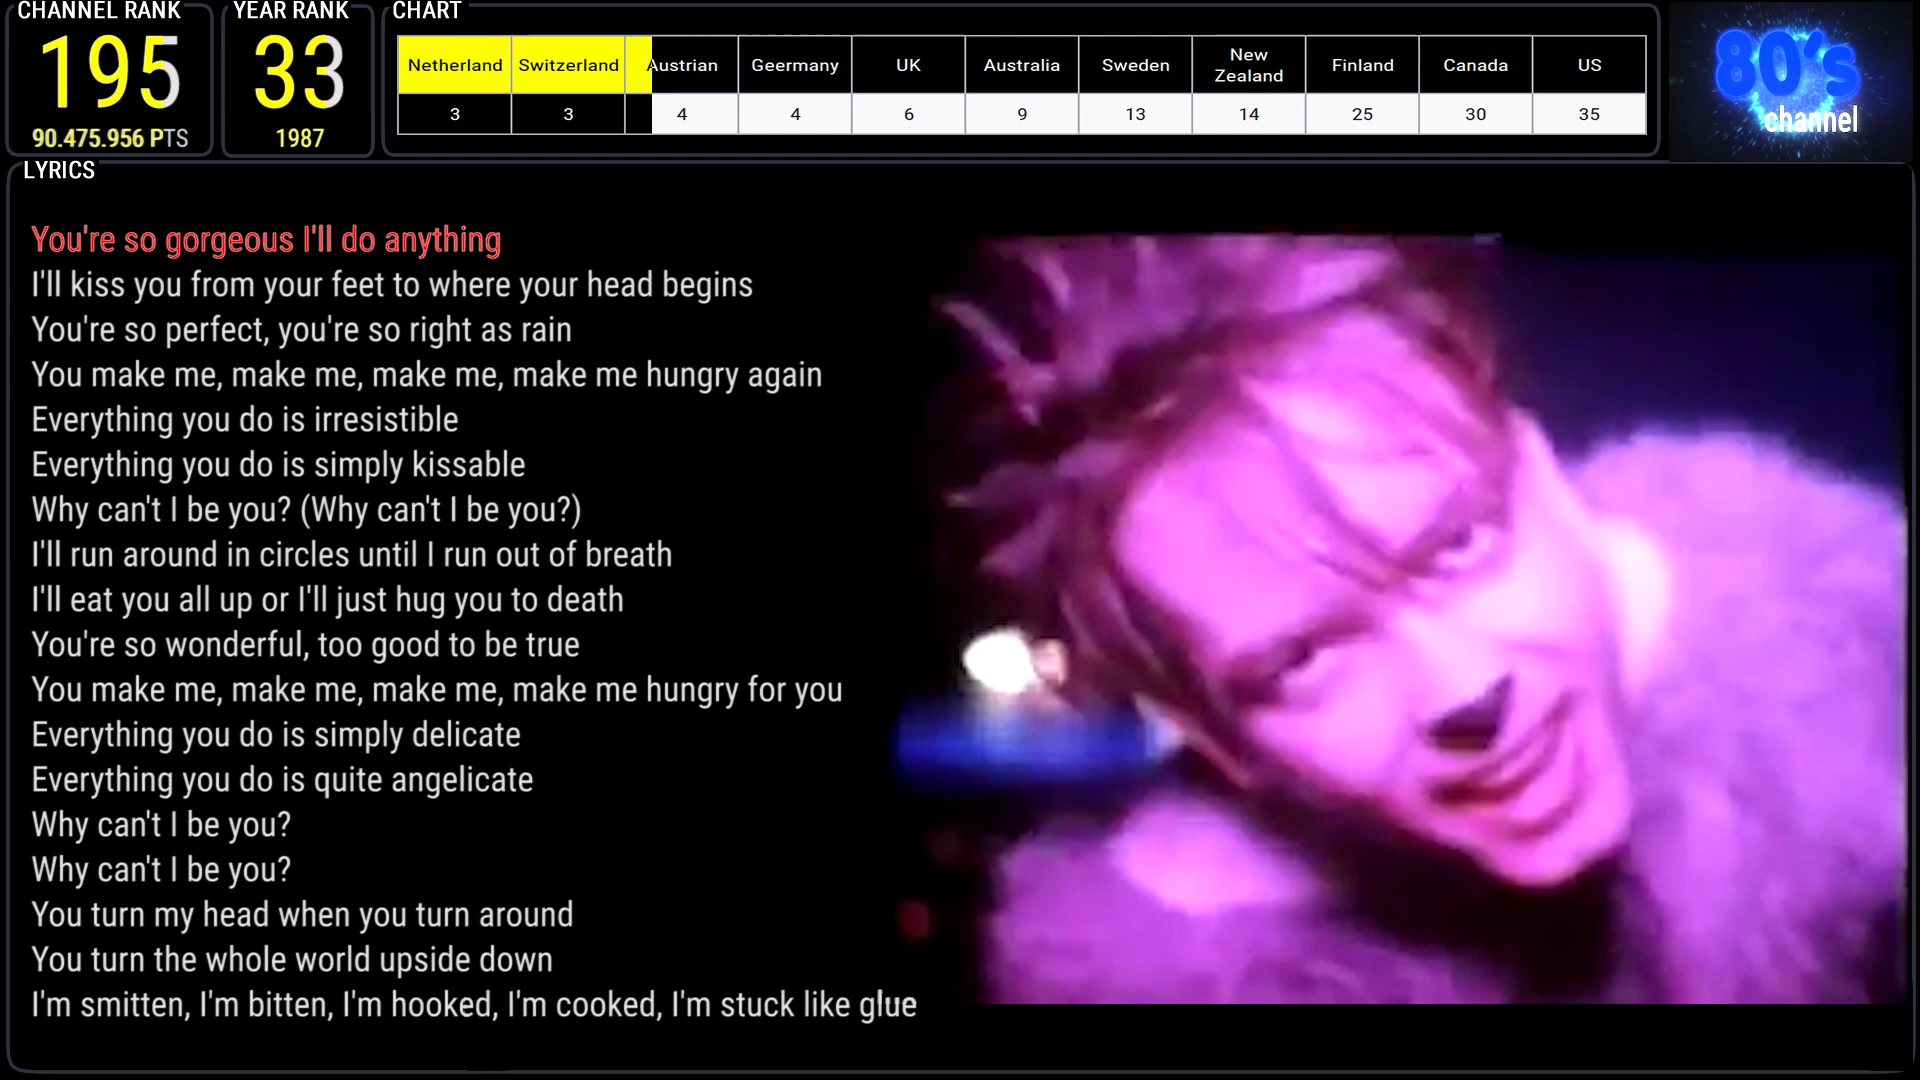 CHANNEL RANK
195
90.475.956 PTS
YEAR RANK
33
1987
CHART
Netherland Switzerland Austrian Geermany UK Australia Sweden New Zealand Finland Canada US
3 3 4 4 6 9 13 14 25 30 35
80's
channel
LYRICS
You're so gorgeous I'll do anything
I'll kiss you from your feet to where your head begins
You're so perfect, you're so right as rain
You make me, make me, make me, make me hungry again
Everything you do is irresistible
Everything you do is simply kissable
Why can't I be you? (Why can't I be you?)
I'll run around in circles until I run out of breath
I'll eat you all up or I'll just hug you to death
You're so wonderful, too good to be true
You make me, make me, make me, make me hungry for you
Everything you do is simply delicate
Everything you do is quite angelicate
Why can't I be you?
Why can't I be you?
You turn my head when you turn around
You turn the whole world upside down
I'm smitten, I'm bitten, I'm hooked, I'm cooked, I'm stuck like glue